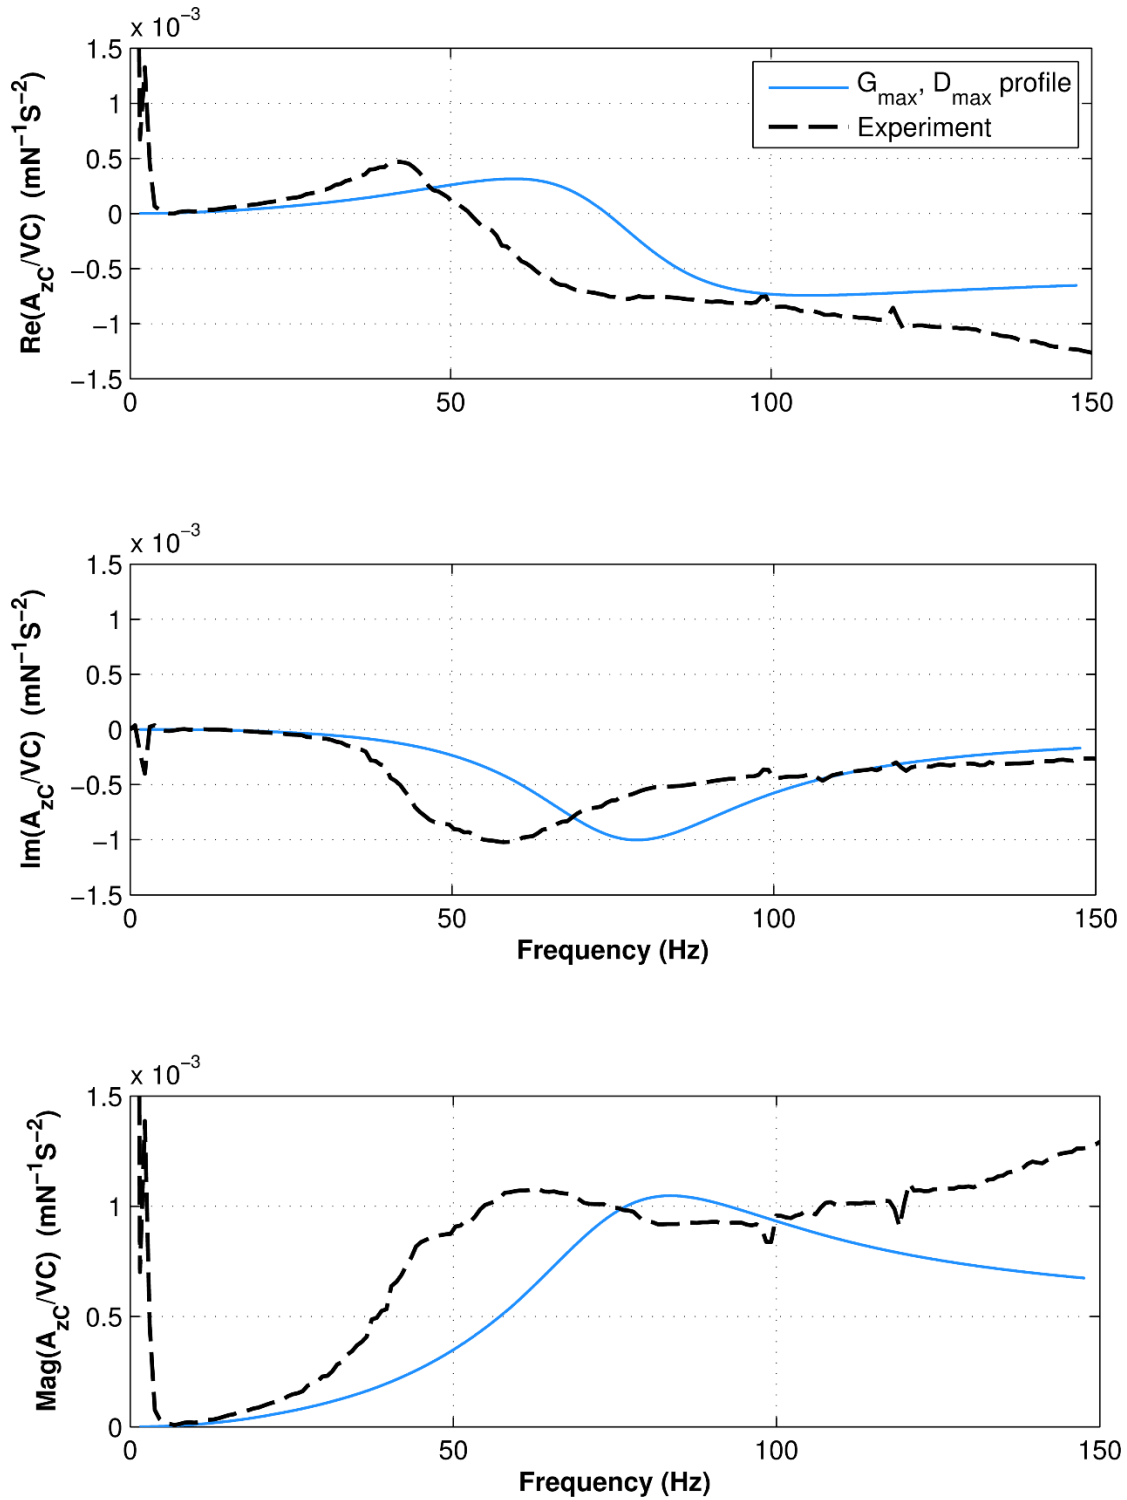 x 10⁻³
1.5
1
0.5
0
−0.5
−1
−1.5
Re(A_zC/VC) (mN⁻¹S⁻²)
G_max, D_max profile
Experiment
0 50 100 150
x 10⁻³
1.5
1
0.5
0
−0.5
−1
−1.5
Im(A_zC/VC) (mN⁻¹S⁻²)
0 50 100 150
Frequency (Hz)
x 10⁻³
1.5
1
0.5
0
Mag(A_zC/VC) (mN⁻¹S⁻²)
0 50 100 150
Frequency (Hz)